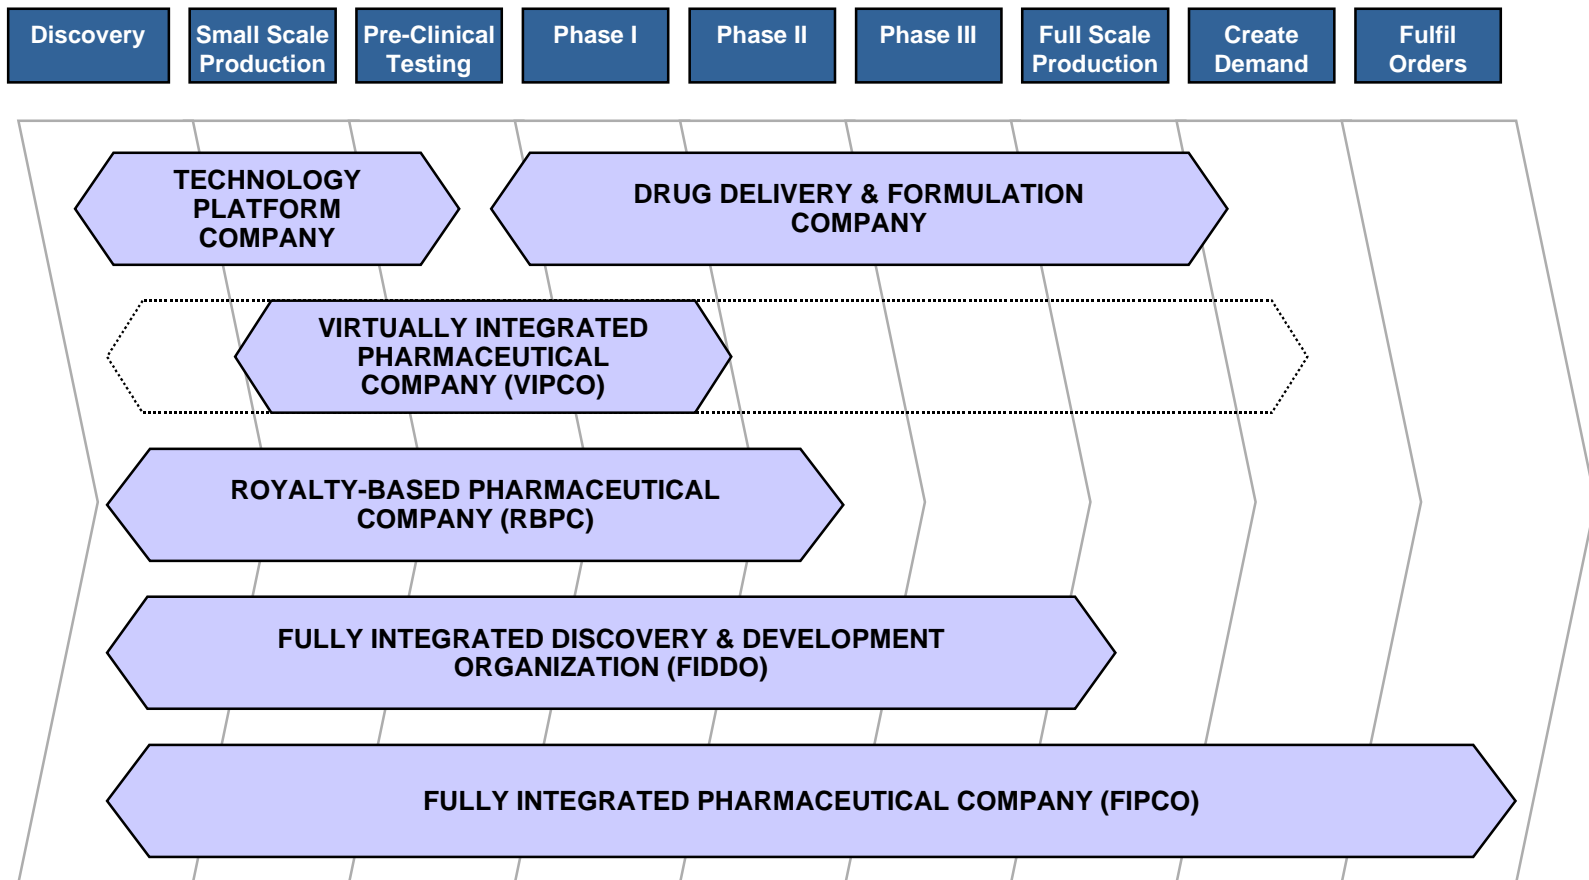 Discovery
Small Scale
Production
Pre-Clinical
Testing
Phase I
Phase II
Phase III
Full Scale
Production
Create
Demand
Fulfil
Orders
TECHNOLOGY
PLATFORM
COMPANY
DRUG DELIVERY & FORMULATION
COMPANY
VIRTUALLY INTEGRATED
PHARMACEUTICAL
COMPANY (VIPCO)
ROYALTY-BASED PHARMACEUTICAL
COMPANY (RBPC)
FULLY INTEGRATED DISCOVERY & DEVELOPMENT
ORGANIZATION (FIDDO)
FULLY INTEGRATED PHARMACEUTICAL COMPANY (FIPCO)